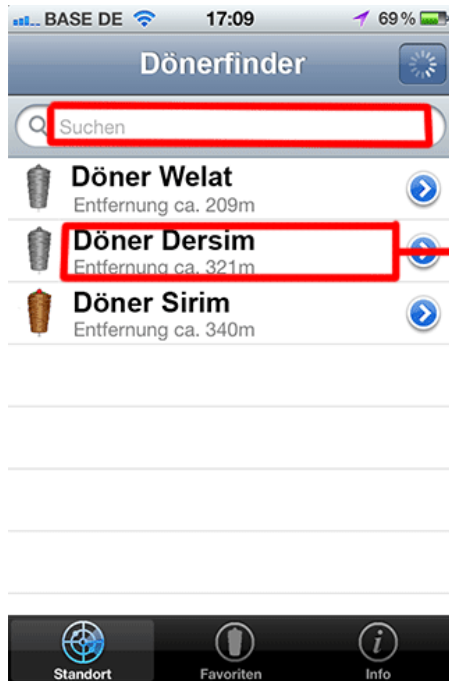 BASE DE 17:09 69 %
Dönerfinder
Suchen
Döner Welat
Entfernung ca. 209m
Döner Dersim
Entfernung ca. 321m
Döner Sirim
Entfernung ca. 340m
Standort Favoriten Info